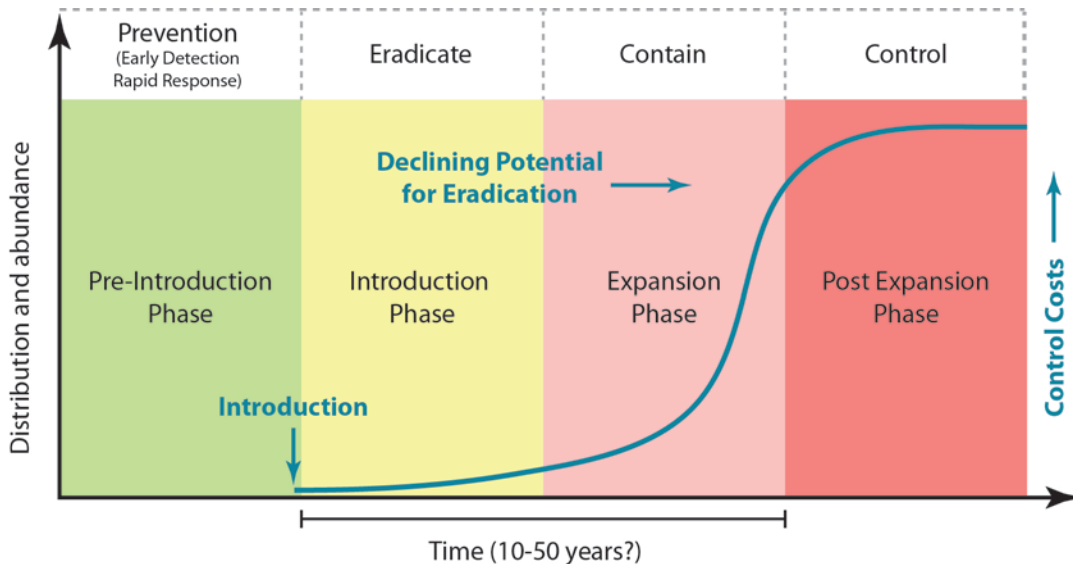 Prevention
(Early Detection
Rapid Response)
Eradicate
Contain
Control
Declining Potential
for Eradication
Pre-Introduction
Phase
Introduction
Phase
Expansion
Phase
Post Expansion
Phase
Introduction
Distribution and abundance
Control Costs
Time (10-50 years?)